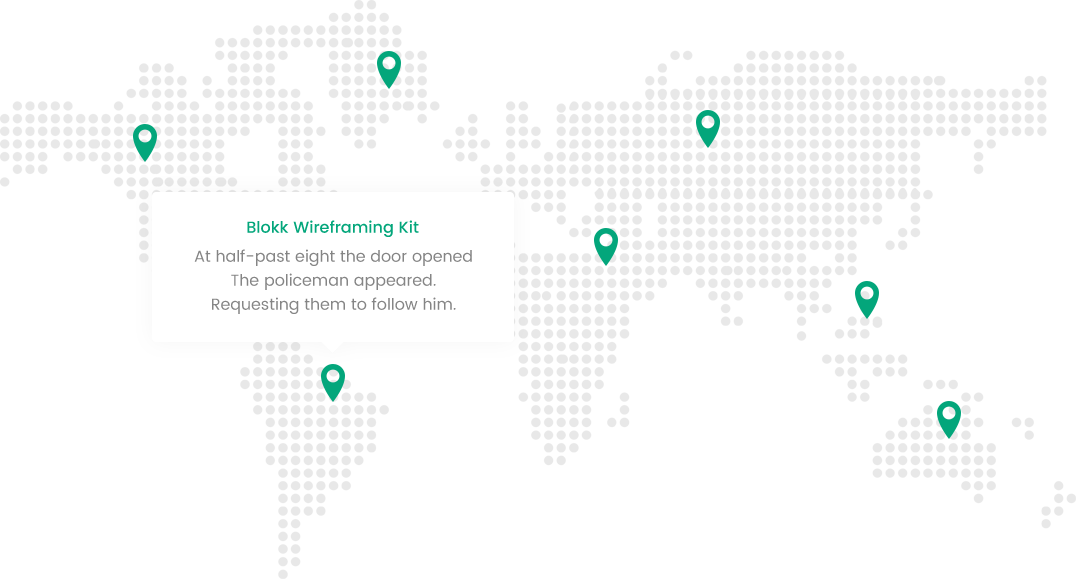 Blokk Wireframing Kit
At half-past eight the door opened
The policeman appeared.
Requesting them to follow him.